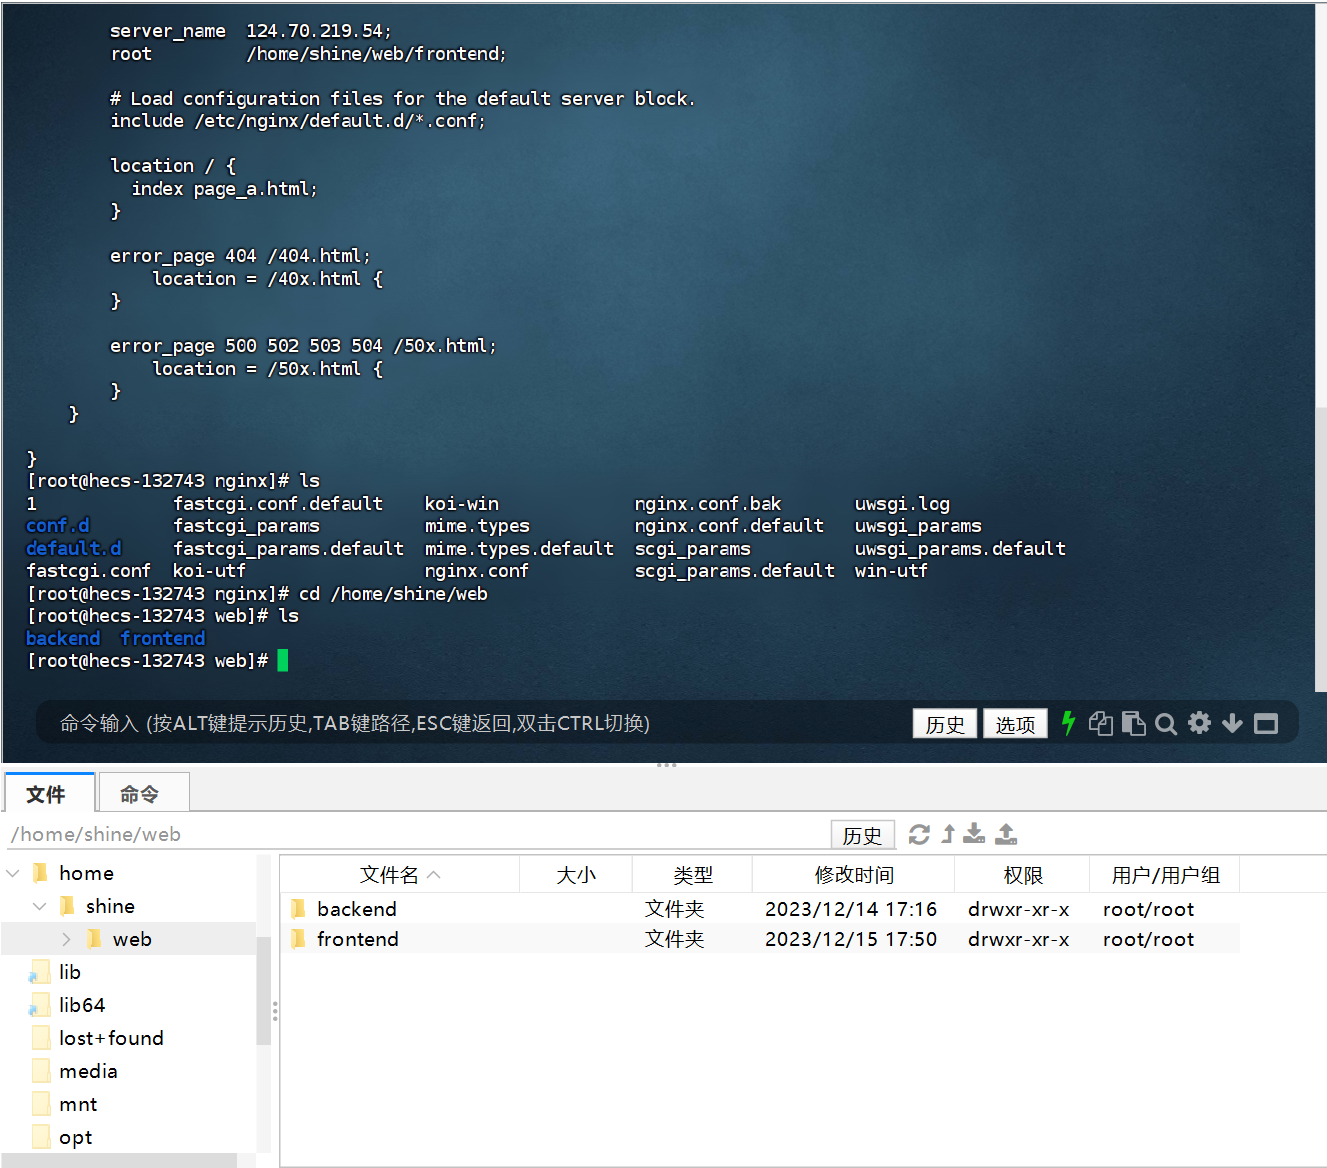 server_name  124.70.219.54;
root         /home/shine/web/frontend;
# Load configuration files for the default server block.
include /etc/nginx/default.d/*.conf;
location / {
index page_a.html;
}
error_page 404 /404.html;
location = /40x.html {
}
error_page 500 502 503 504 /50x.html;
location = /50x.html {
}
}
}
[root@hecs-132743 nginx]# ls
1 fastcgi.conf.default koi-win nginx.conf.bak uwsgi.log
conf.d fastcgi_params mime.types nginx.conf.default uwsgi_params
default.d fastcgi_params.default mime.types.default scgi_params uwsgi_params.default
fastcgi.conf koi-utf nginx.conf scgi_params.default win-utf
[root@hecs-132743 nginx]# cd /home/shine/web
[root@hecs-132743 web]# ls
backend frontend
[root@hecs-132743 web]#
命令输入 (按ALT键提示历史,TAB键路径,ESC键返回,双击CTRL切换) 历史 选项
文件 命令
/home/shine/web 历史
home
shine
web
lib
lib64
lost+found
media
mnt
opt
文件名 大小 类型 修改时间 权限 用户/用户组
backend 文件夹 2023/12/14 17:16 drwxr-xr-x root/root
frontend 文件夹 2023/12/15 17:50 drwxr-xr-x root/root